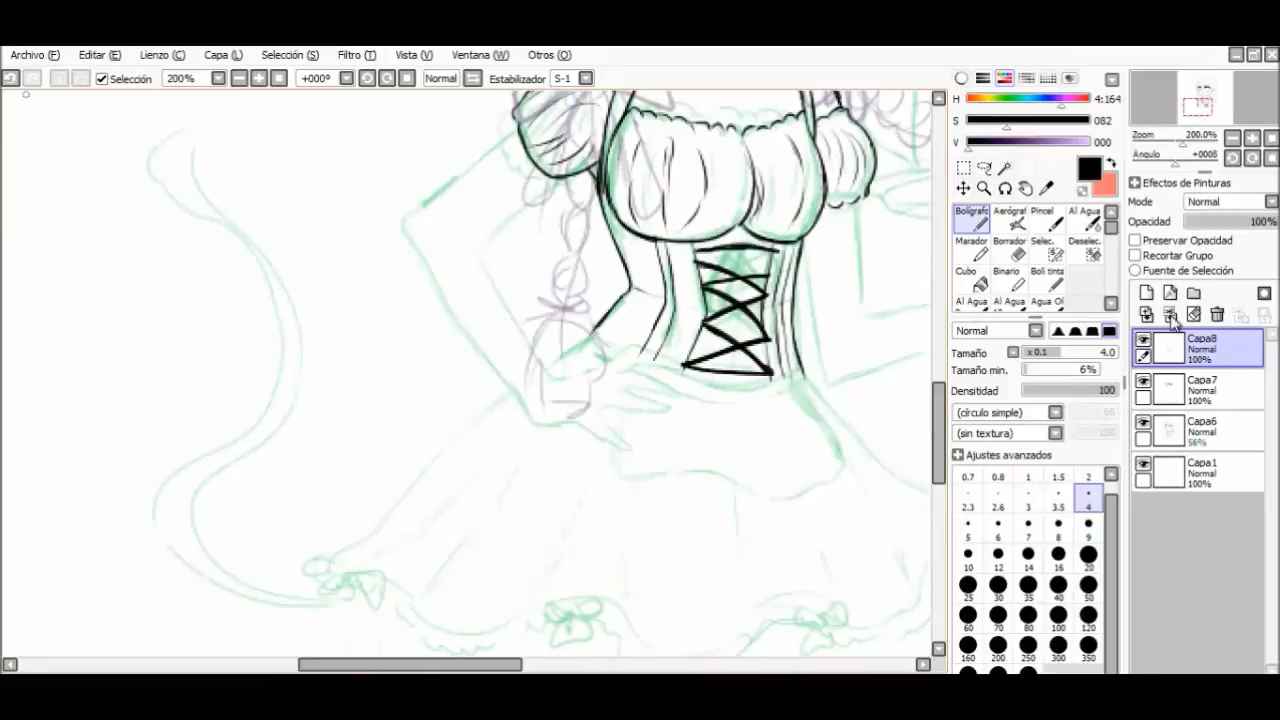 Archivo (F) Editar (E) Lienzo (C) Capa (L) Selección (S) Filtro (T) Vista (V) Ventana (W) Otros (O)
Selección 200% +000º Normal Estabilizador S-1
H 4:164
S 082
V 000
Zoom 200.0%
Ángulo +000ß
Efectos de Pinturas
Mode Normal
Opacidad 100%
Preservar Opacidad
Recortar Grupo
Fuente de Selección
Bolígrafo Aerógraf Pincel Al Agua
Marador Borrador Selec. Deselec.
Cubo Binario Boli tinta
Al Agua Al Agua Agua Ol
Normal
Tamaño x 0.1 4.0
Tamaño min. 6%
Densidad 100
(círculo simple)
(sin textura)
Ajustes avanzados
0.7 0.8 1 1.5 2
2.3 2.6 3 3.5 4
5 6 7 8 9
10 12 14 16 20
25 30 35 40 50
60 70 80 100 120
160 200 250 300 350
Capa8
Normal
100%
Capa7
Normal
100%
Capa6
Normal
56%
Capa1
Normal
100%